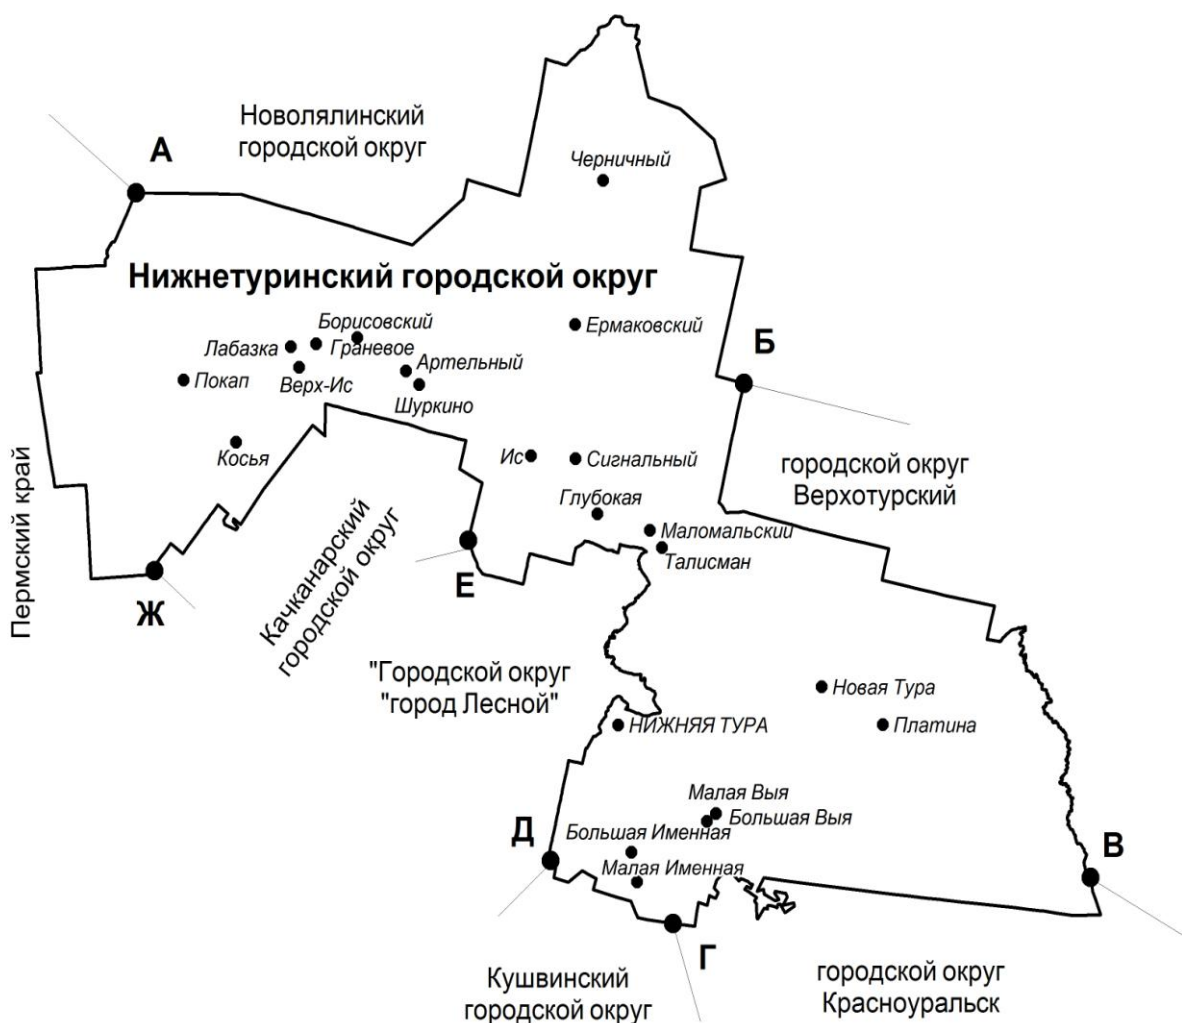 Новолялинский
городской округ
А
Черничный
Нижнетуринский городской округ
Борисовский
Ермаковский
Лабазка
Граневое
Б
Артельный
Покап
Верх-Ис
Шуркино
Косья
Ис
Сигнальный
городской округ
Верхотурский
Глубокая
Маломальский
Талисман
Пермский край
Ж
Качканарский
городской округ
Е
"Городской округ
"город Лесной"
Новая Тура
НИЖНЯЯ ТУРА
Платина
Малая Выя
Большая Выя
Д
Большая Именная
В
Малая Именная
Г
Кушвинский
городской округ
городской округ
Красноуральск